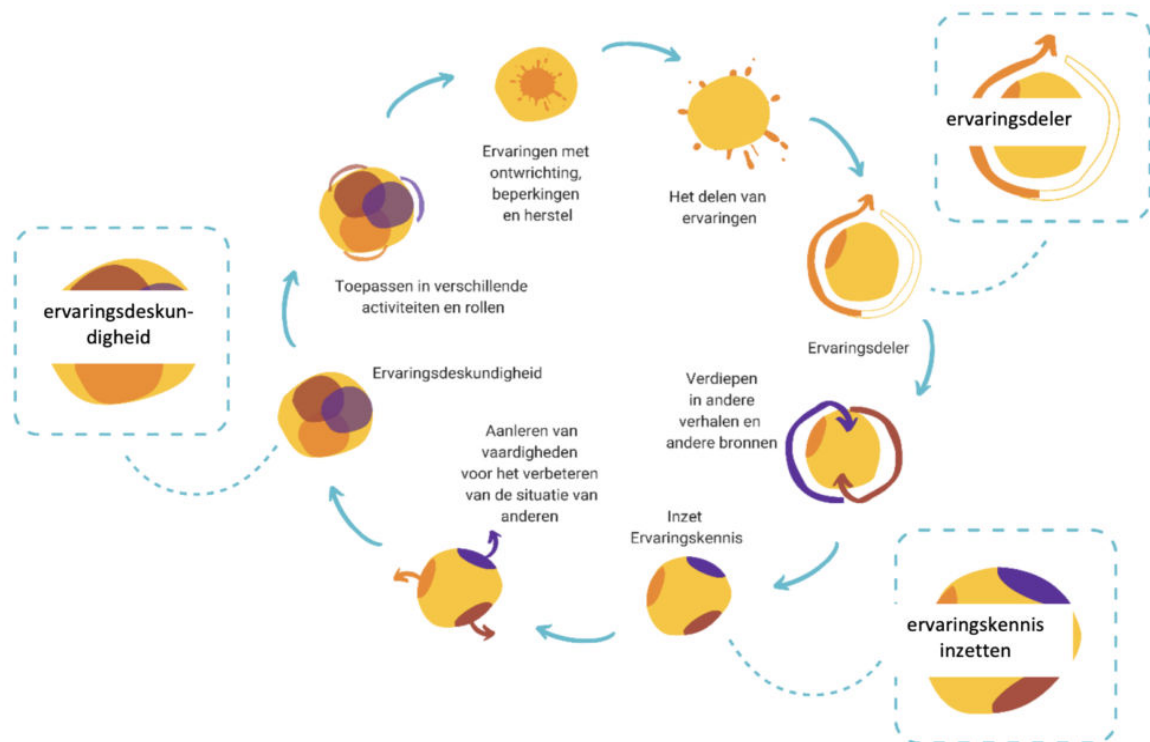 Ervaringen met
ontwrichting,
beperkingen
en herstel
Het delen van
ervaringen
ervaringsdeler
Ervaringsdeler
Verdiepen
in andere
verhalen en
andere bronnen
Inzet
Ervaringskennis
ervaringskennis
inzetten
Aanleren van
vaardigheden
voor het verbeteren
van de situatie van
anderen
Ervaringsdeskundigheid
ervaringsdeskun-
digheid
Toepassen in verschillende
activiteiten en rollen